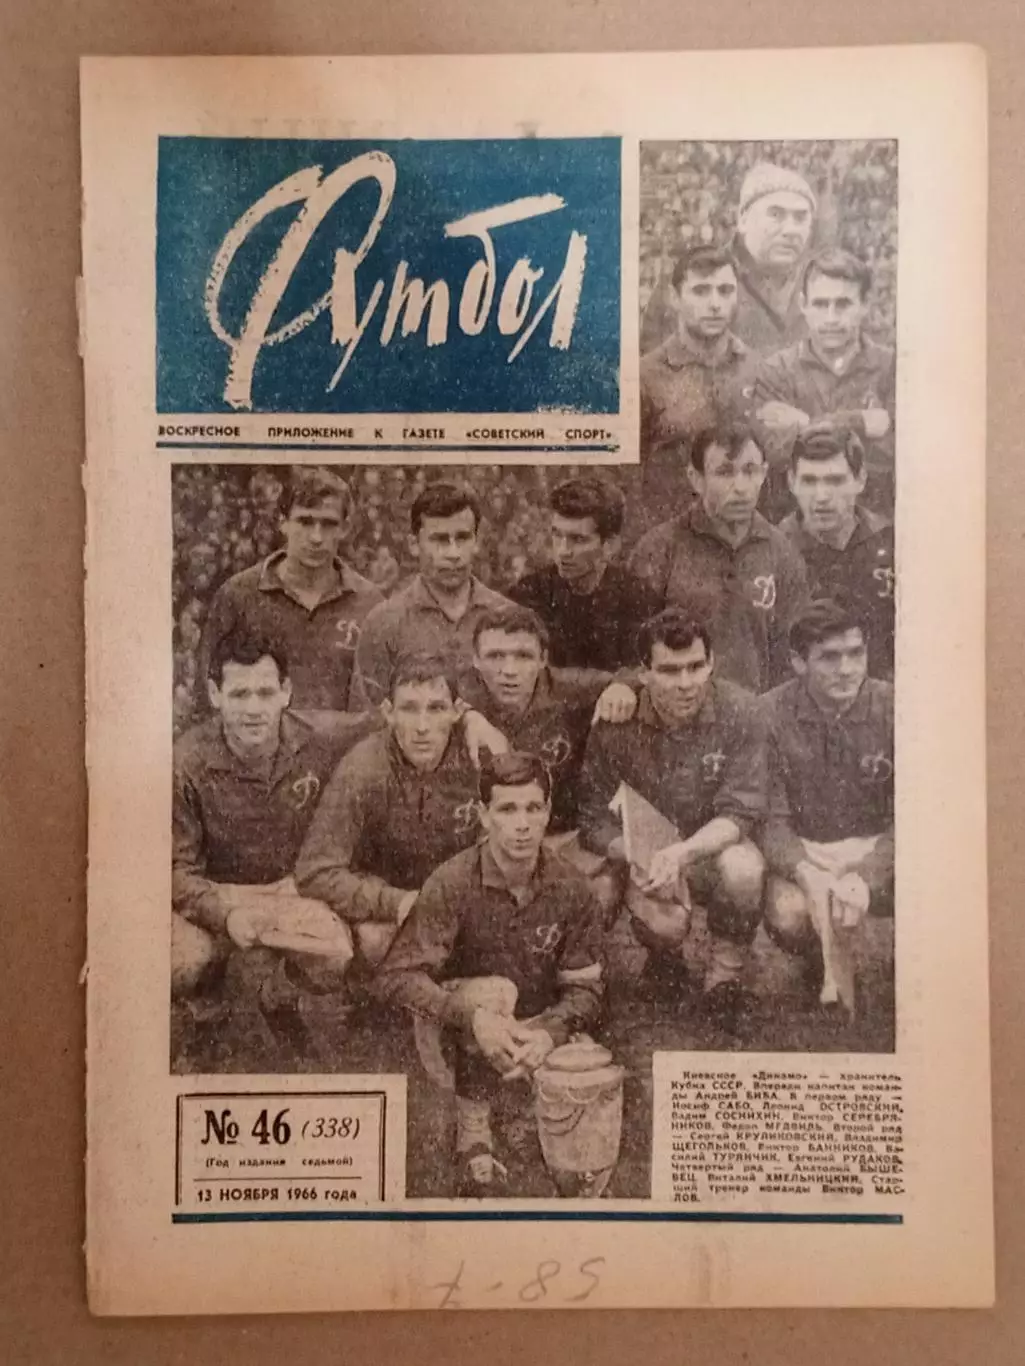 Футбол
ВОСКРЕСНОЕ ПРИЛОЖЕНИЕ К ГАЗЕТЕ «СОВЕТСКИЙ СПОРТ»
№ 46 (338)
(Год издания седьмой)
13 НОЯБРЯ 1966 года
Киевское «Динамо» — хранитель
Кубка СССР. Впереди капитан коман-
ды Андрей БИБА. В первом ряду —
Иосиф САБО, Леонид ОСТРОВСКИЙ,
Вадим СОСНИХИН, Виктор СЕРЕБРЯ-
НИКОВ, Федор МЕДВИДЬ. Второй ряд
— Сергей КРУЛИКОВСКИЙ, Владимир
ЩЕГОЛЬКОВ, Виктор БАННИКОВ, Ва-
силий ТУРЯНЧИК, Евгений РУДАКОВ.
Четвертый ряд — Анатолий БЫШЕ-
ВЕЦ, Виталий ХМЕЛЬНИЦКИЙ, Стар-
ший тренер команды Виктор МАС-
ЛОВ.
58-7